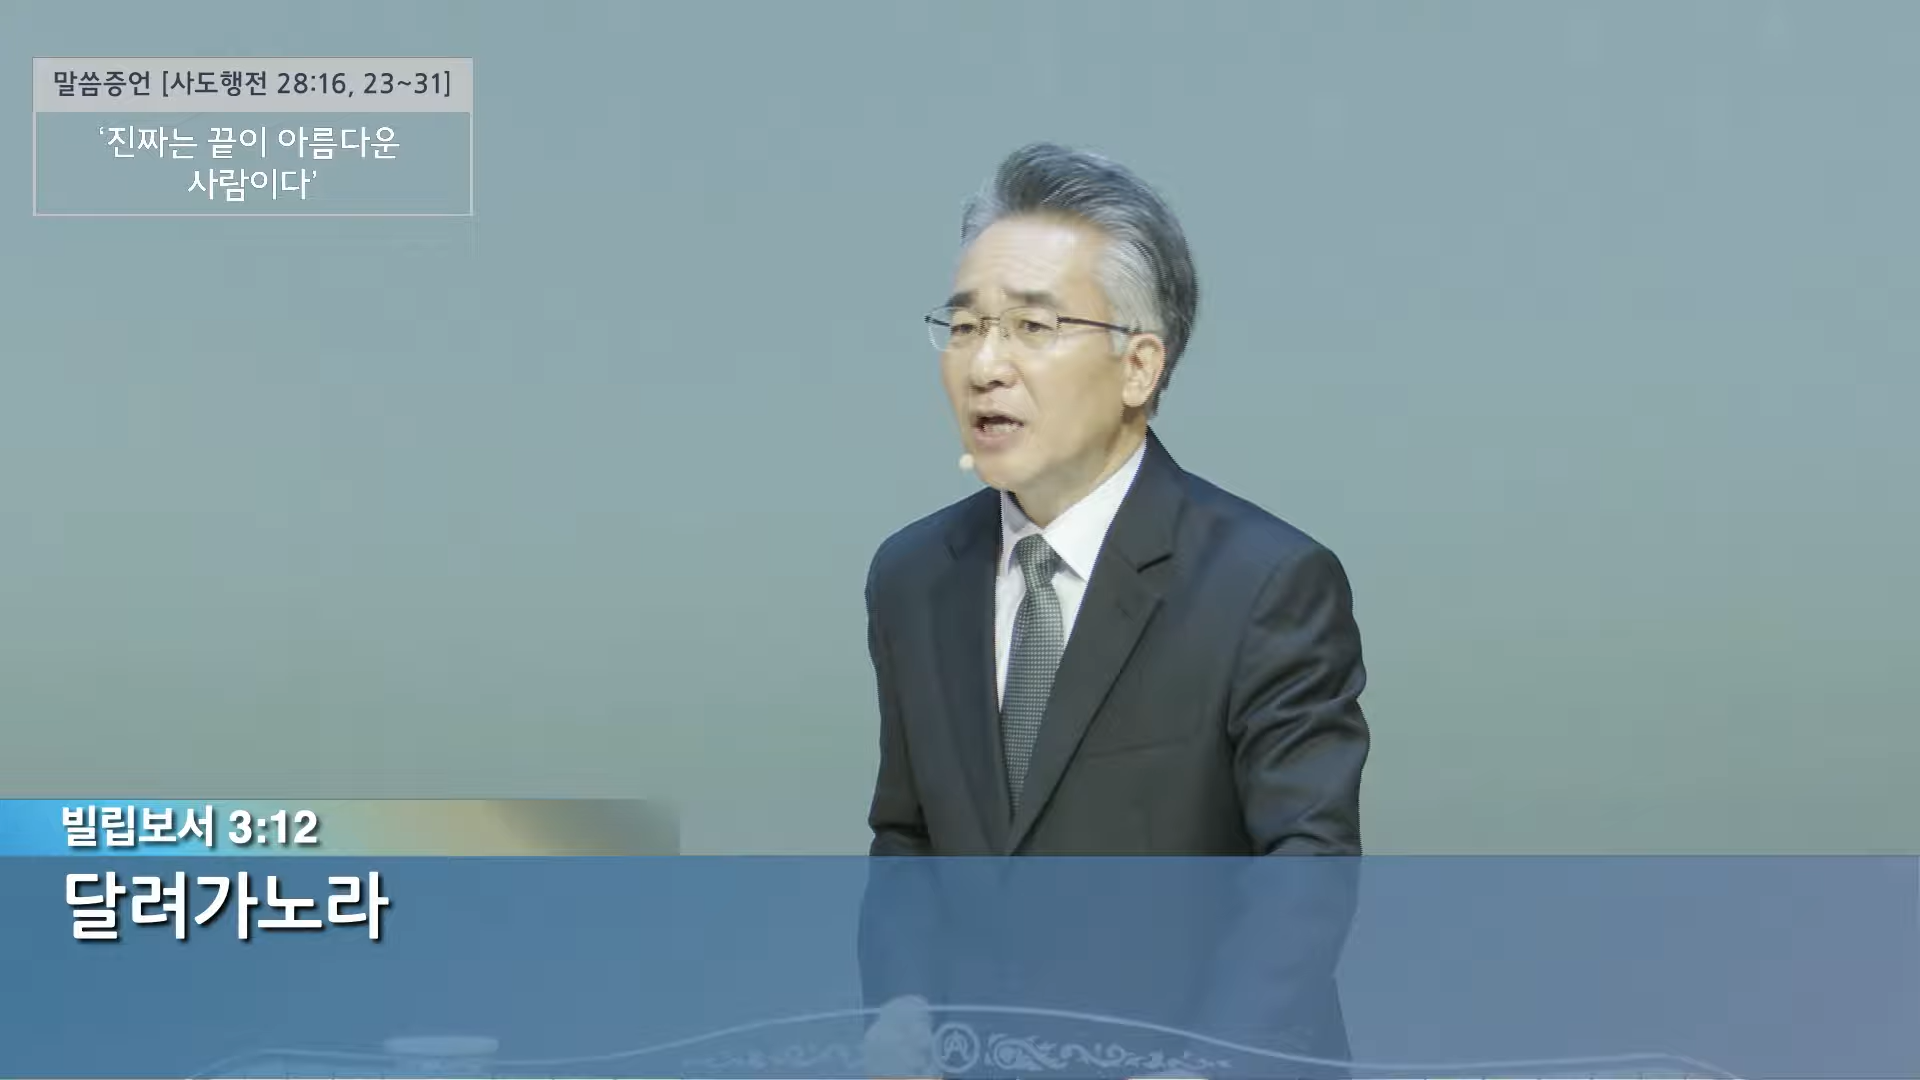 말씀증언 [사도행전 28:16, 23~31]
‘진짜는 끝이 아름다운
사람이다’
빌립보서 3:12
달려가노라